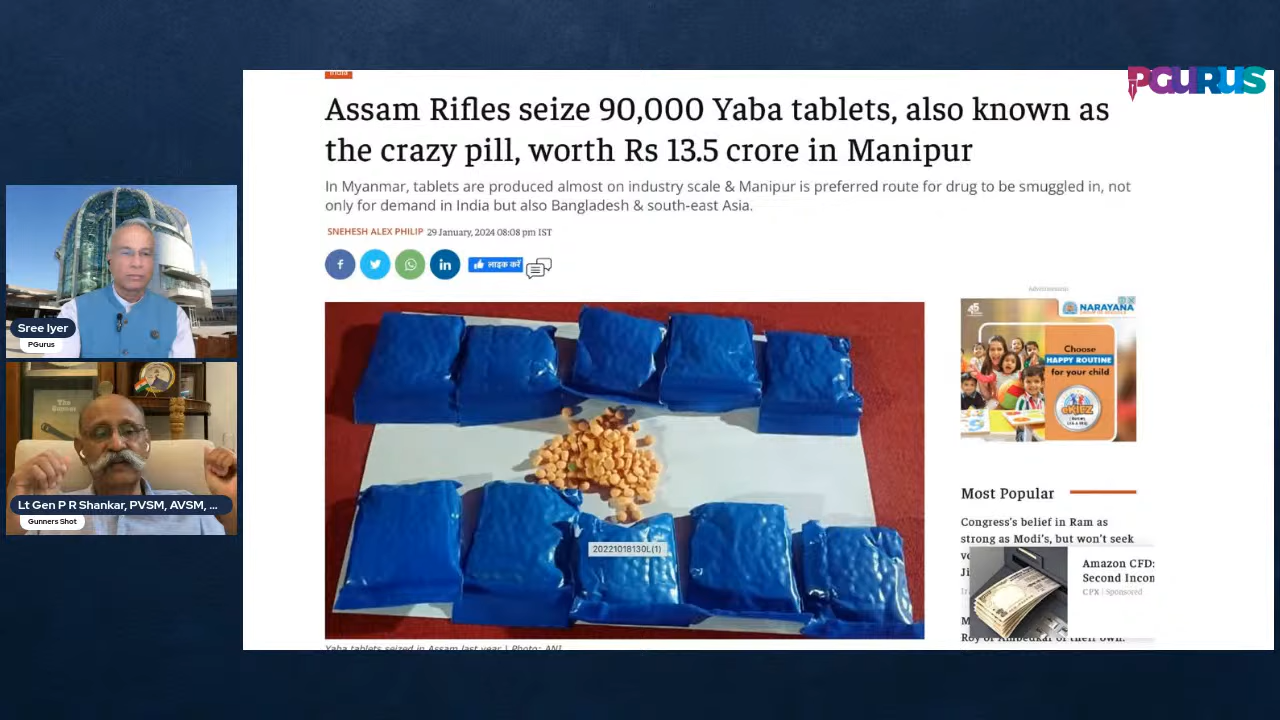 PGURUS
India
Assam Rifles seize 90,000 Yaba tablets, also known as
the crazy pill, worth Rs 13.5 crore in Manipur
In Myanmar, tablets are produced almost on industry scale & Manipur is preferred route for drug to be smuggled in, not
only for demand in India but also Bangladesh & south-east Asia.
SNEHESH ALEX PHILIP 29 January, 2024 08:08 pm IST
लाइक करें
Advertisement
NARAYANA
Choose
HAPPY ROUTINE
for your child
20221018130L(1)
Most Popular
Congress's belief in Ram as
strong as Modi's, but won't seek
Amazon CFD:
Second Incon
CPX | Sponsored
Roy or Ambedkar of their own.
Yaba tablets seized in Assam last year | Photo: ANI
Sree Iyer
PGurus
The
Gunner
Lt Gen P R Shankar, PVSM, AVSM, ...
Gunners Shot